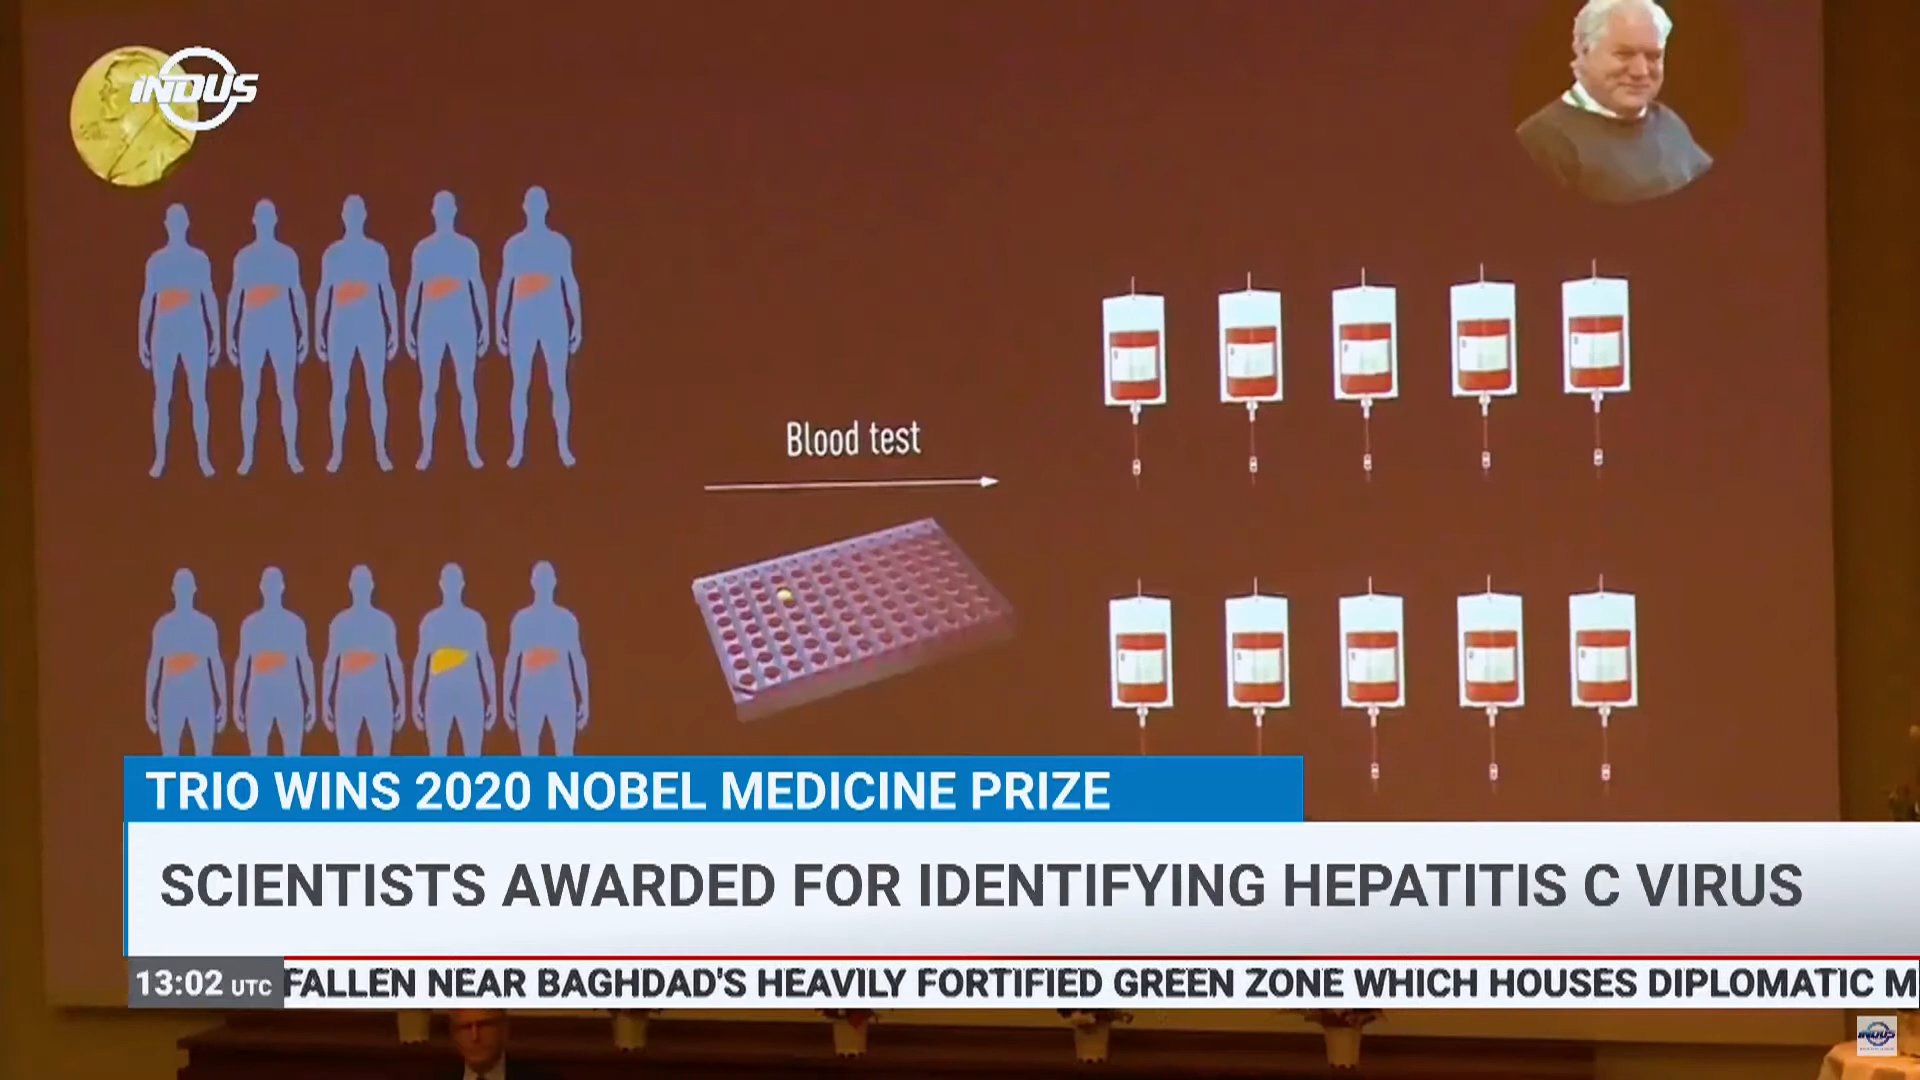 INDUS
Blood test
TRIO WINS 2020 NOBEL MEDICINE PRIZE
SCIENTISTS AWARDED FOR IDENTIFYING HEPATITIS C VIRUS
13:02 UTC
FALLEN NEAR BAGHDAD'S HEAVILY FORTIFIED GREEN ZONE WHICH HOUSES DIPLOMATIC M
INDUS